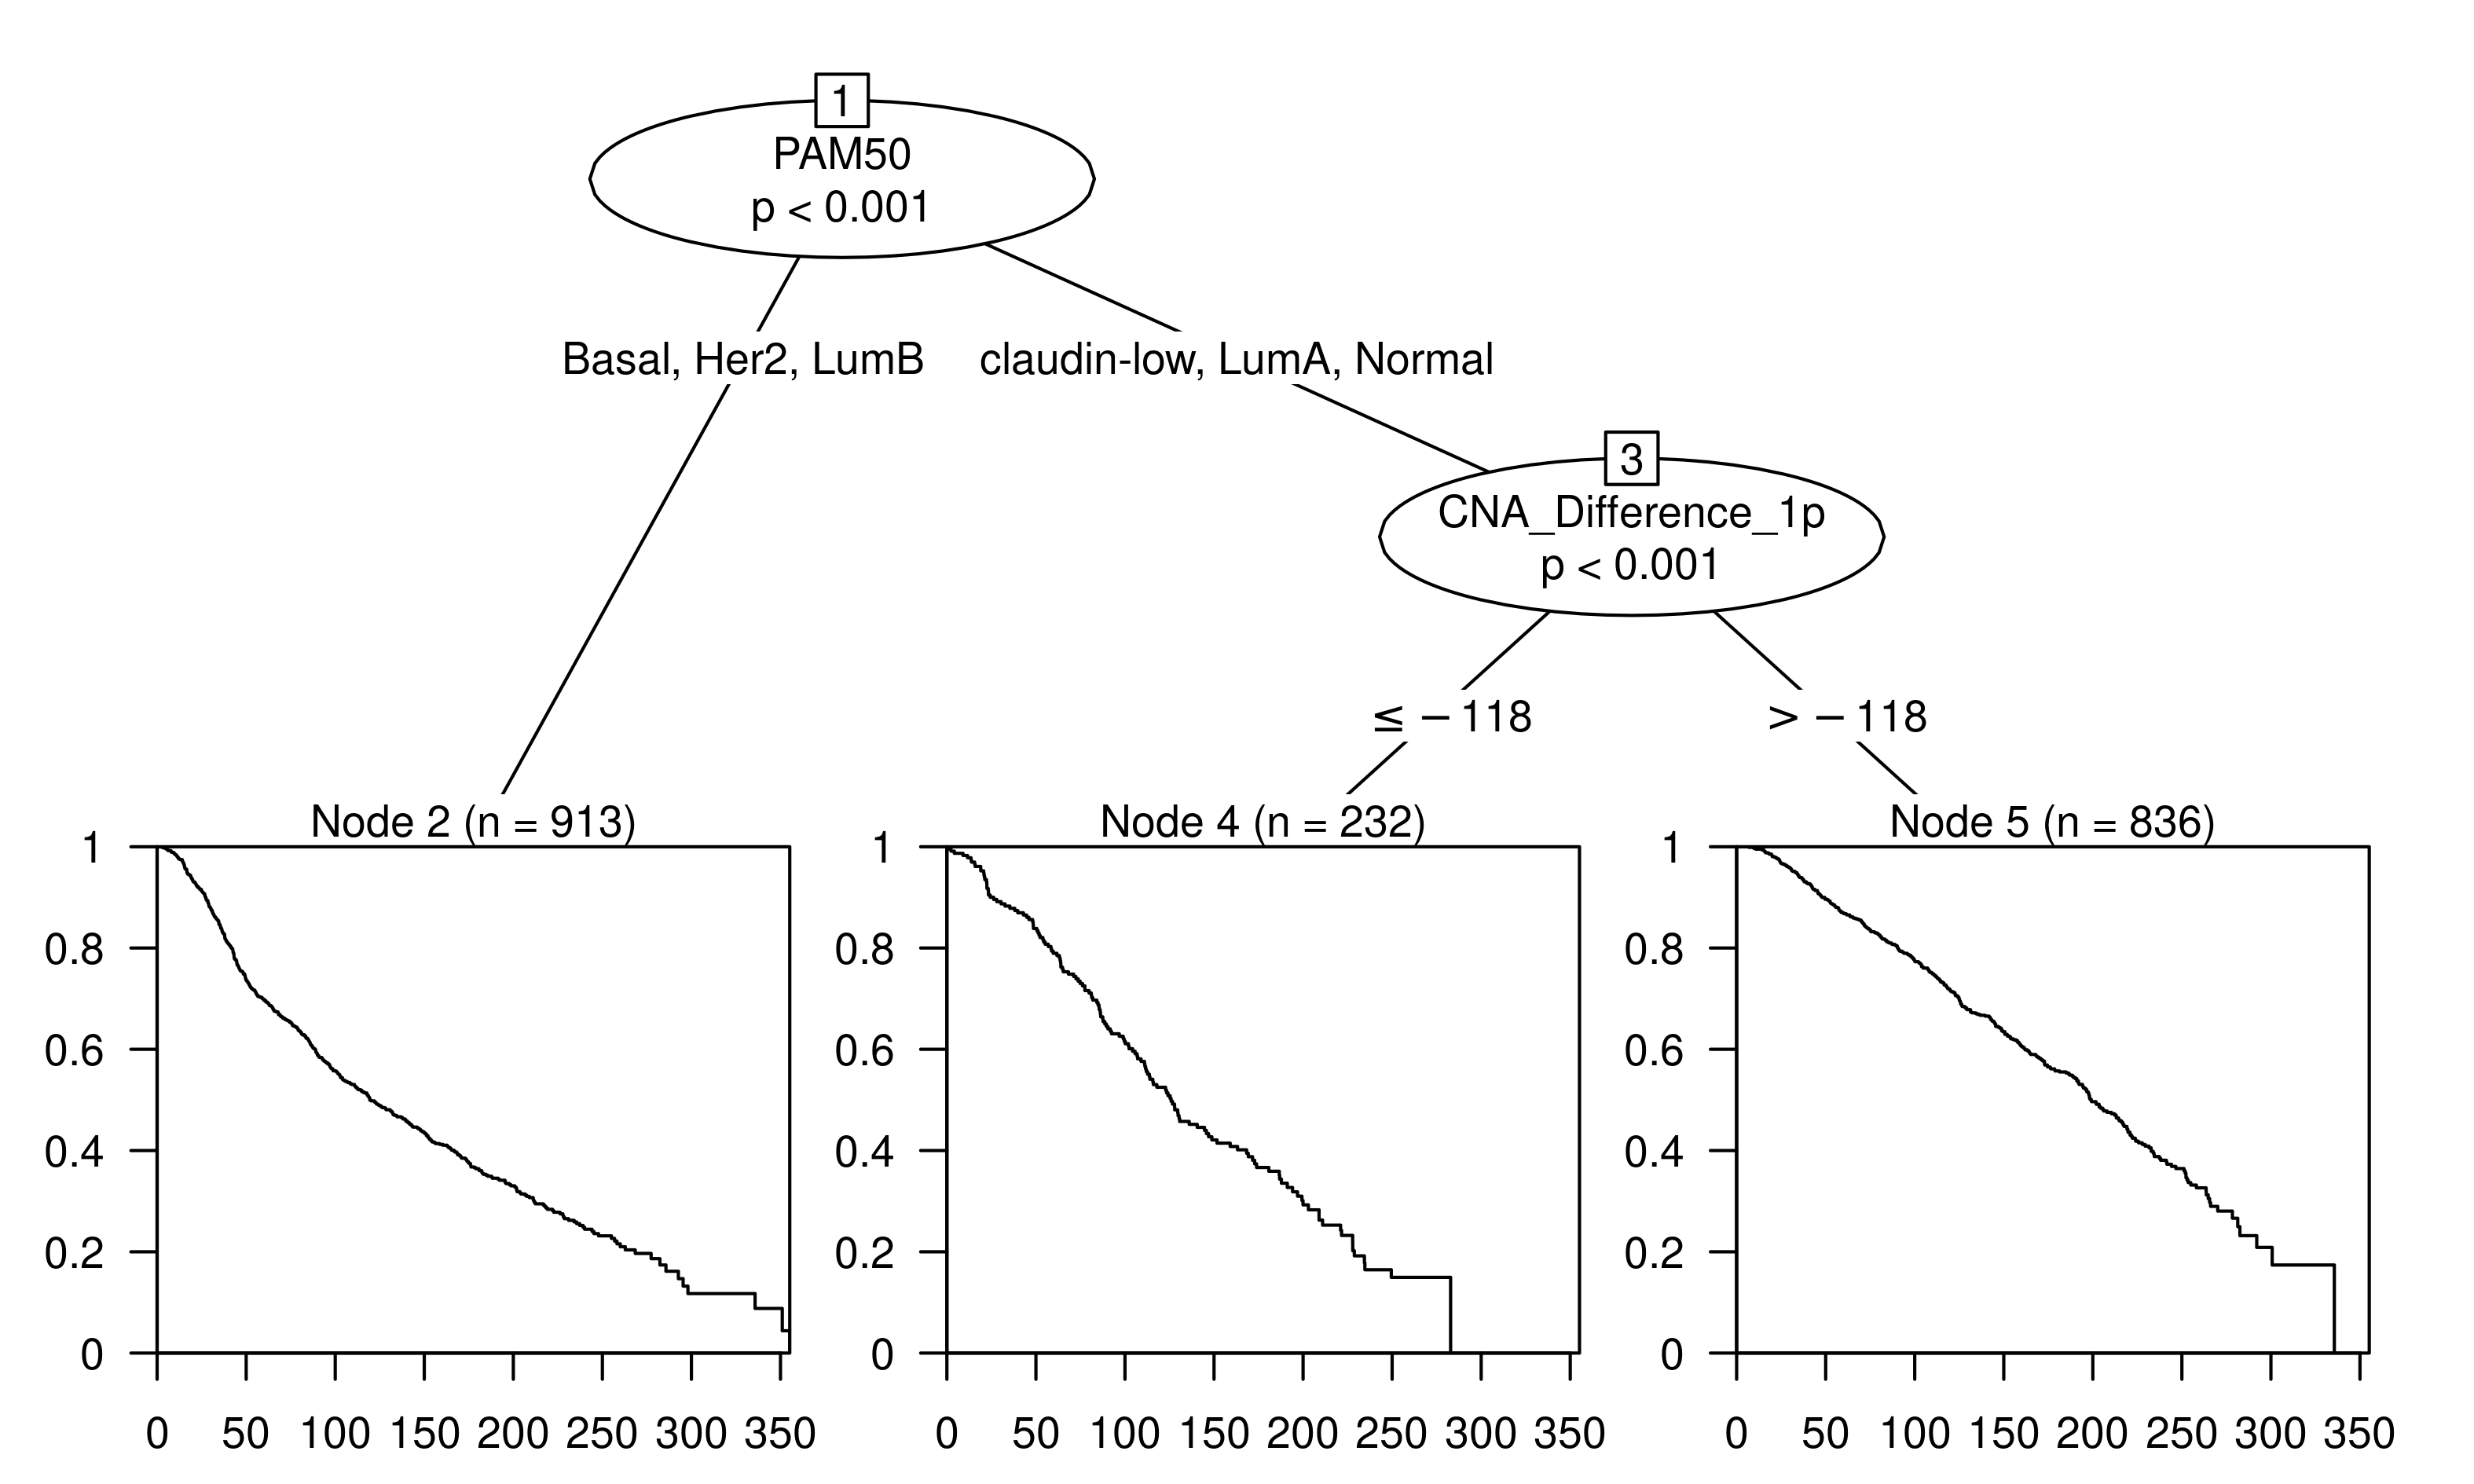 1
PAM50
p < 0.001
Basal, Her2, LumB
claudin-low, LumA, Normal
3
CNA_Difference_1p
p < 0.001
≤ −118
> −118
Node 2 (n = 913)
1
0.8
0.6
0.4
0.2
0
0 50 100 150 200 250 300 350
Node 4 (n = 232)
1
0.8
0.6
0.4
0.2
0
0 50 100 150 200 250 300 350
Node 5 (n = 836)
1
0.8
0.6
0.4
0.2
0
0 50 100 150 200 250 300 350